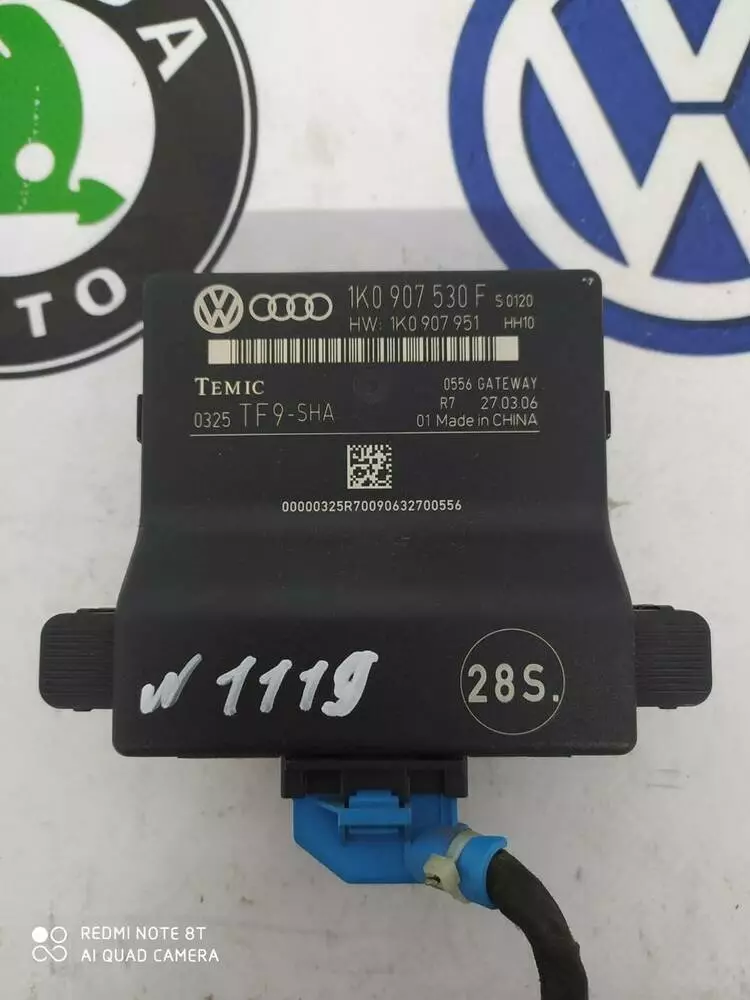 DA
TO
1K0 907 530 F S 0120
HW: 1K0 907 951 HH10
TEMIC 0556 GATEWAY
R7 27.03.06
0325 TF9-SHA 01 Made in CHINA
00000325R70090632700556
W 1119
28S.
REDMI NOTE 8T
AI QUAD CAMERA